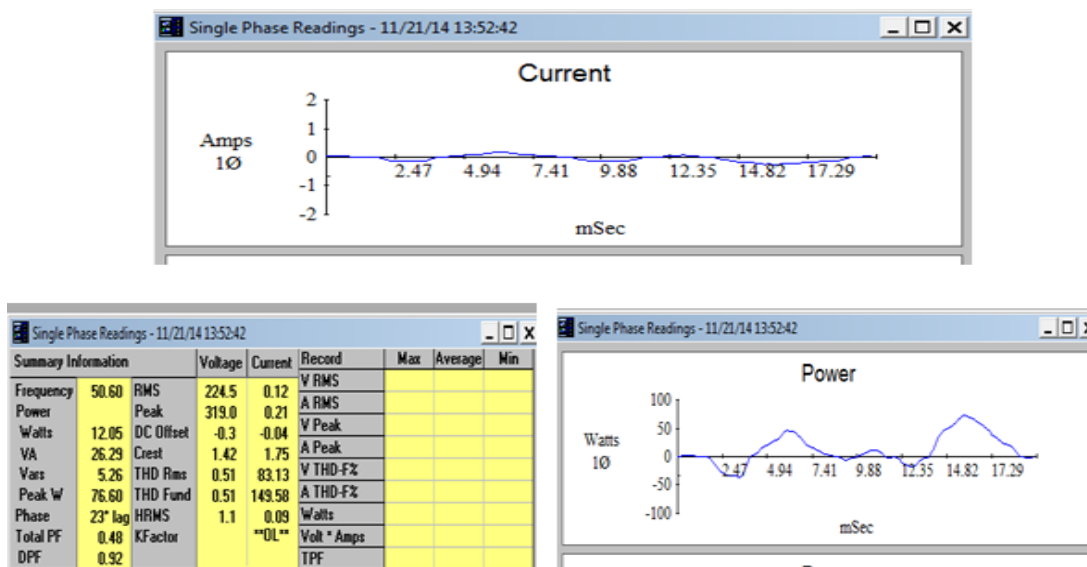 Single Phase Readings - 11/21/14 13:52:42
Current
2
1
Amps
1Ø
0
-1
-2
2.47 4.94 7.41 9.88 12.35 14.82 17.29
mSec
Single Phase Readings - 11/21/14 13:52:42
Summary Information Voltage Current Record Max Average Min
Frequency 50.60 RMS 224.5 0.12 V RMS
Power Peak 319.0 0.21 A RMS
Watts 12.05 DC Offset -0.3 -0.04 V Peak
VA 26.29 Crest 1.42 1.75 A Peak
Vars 5.26 THD Rms 0.51 83.13 V THD-F%
Peak W 76.60 THD Fund 0.51 149.58 A THD-F%
Phase 23° lag HRMS 1.1 0.09 Watts
Total PF 0.48 KFactor **OL** Volt * Amps
DPF 0.92 TPF
Single Phase Readings - 11/21/14 13:52:42
Power
100
50
Watts
1Ø
0
-50
-100
2.47 4.94 7.41 9.88 12.35 14.82 17.29
mSec